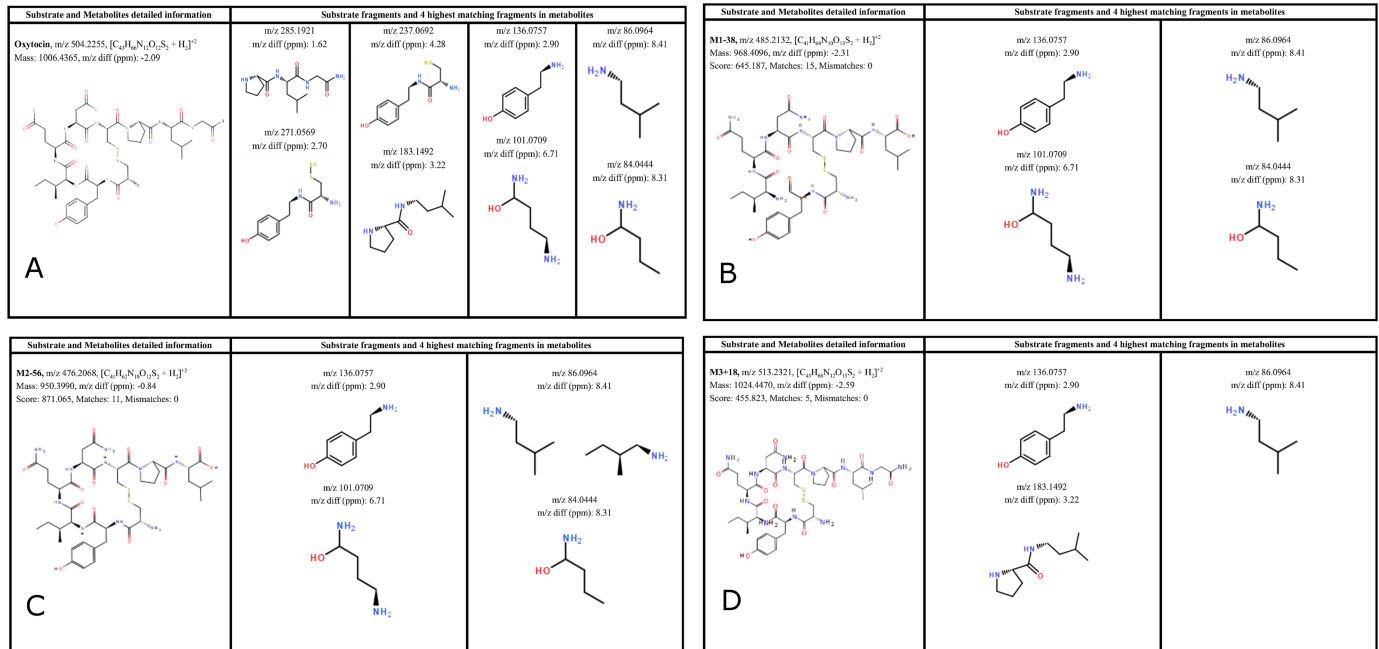 Substrate and Metabolites detailed information
Substrate fragments and 4 highest matching fragments in metabolites
Oxytocin, m/z 504.2255, [C43H66N12O12S2 + H2]+2
Mass: 1006.4365, m/z diff (ppm): -2.09
m/z 285.1921
m/z diff (ppm): 1.62
m/z 237.0692
m/z diff (ppm): 4.28
m/z 136.0757
m/z diff (ppm): 2.90
m/z 86.0964
m/z diff (ppm): 8.41
m/z 271.0569
m/z diff (ppm): 2.70
m/z 183.1492
m/z diff (ppm): 3.22
m/z 101.0709
m/z diff (ppm): 6.71
m/z 84.0444
m/z diff (ppm): 8.31
A
Substrate and Metabolites detailed information
Substrate fragments and 4 highest matching fragments in metabolites
M1-38, m/z 485.2132, [C41H64N10O13S2 + H2]+2
Mass: 968.4096, m/z diff (ppm): -2.31
Score: 645.187, Matches: 15, Mismatches: 0
m/z 136.0757
m/z diff (ppm): 2.90
m/z 86.0964
m/z diff (ppm): 8.41
m/z 101.0709
m/z diff (ppm): 6.71
m/z 84.0444
m/z diff (ppm): 8.31
B
Substrate and Metabolites detailed information
Substrate fragments and 4 highest matching fragments in metabolites
M2-56, m/z 476.2068, [C41H62N10O12S2 + H2]+2
Mass: 950.3990, m/z diff (ppm): -0.84
Score: 871.065, Matches: 11, Mismatches: 0
m/z 136.0757
m/z diff (ppm): 2.90
m/z 86.0964
m/z diff (ppm): 8.41
m/z 101.0709
m/z diff (ppm): 6.71
m/z 84.0444
m/z diff (ppm): 8.31
C
Substrate and Metabolites detailed information
Substrate fragments and 4 highest matching fragments in metabolites
M3+18, m/z 513.2321, [C43H68N12O13S2 + H2]+2
Mass: 1024.4470, m/z diff (ppm): -2.59
Score: 455.823, Matches: 5, Mismatches: 0
m/z 136.0757
m/z diff (ppm): 2.90
m/z 86.0964
m/z diff (ppm): 8.41
m/z 183.1492
m/z diff (ppm): 3.22
D